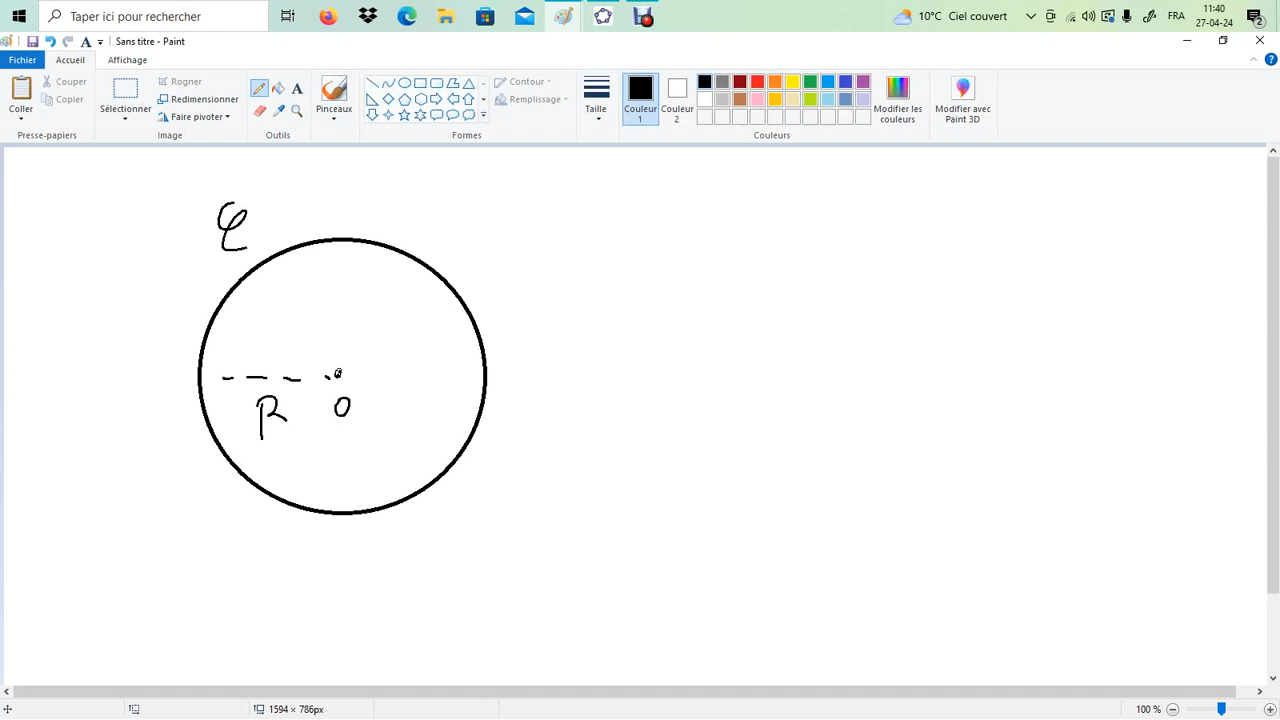 Taper ici pour rechercher
10°C Ciel couvert
FRA
11:40
27-04-24
2
Sans titre - Paint
Fichier
Accueil
Affichage
Coller
Couper
Copier
Presse-papiers
Sélectionner
Rogner
Redimensionner
Faire pivoter
Image
A
Outils
Pinceaux
Contour
Remplissage
Formes
Taille
Couleur 1
Couleur 2
Couleurs
Modifier les couleurs
Modifier avec Paint 3D
R
O
1594 × 786px
100 %